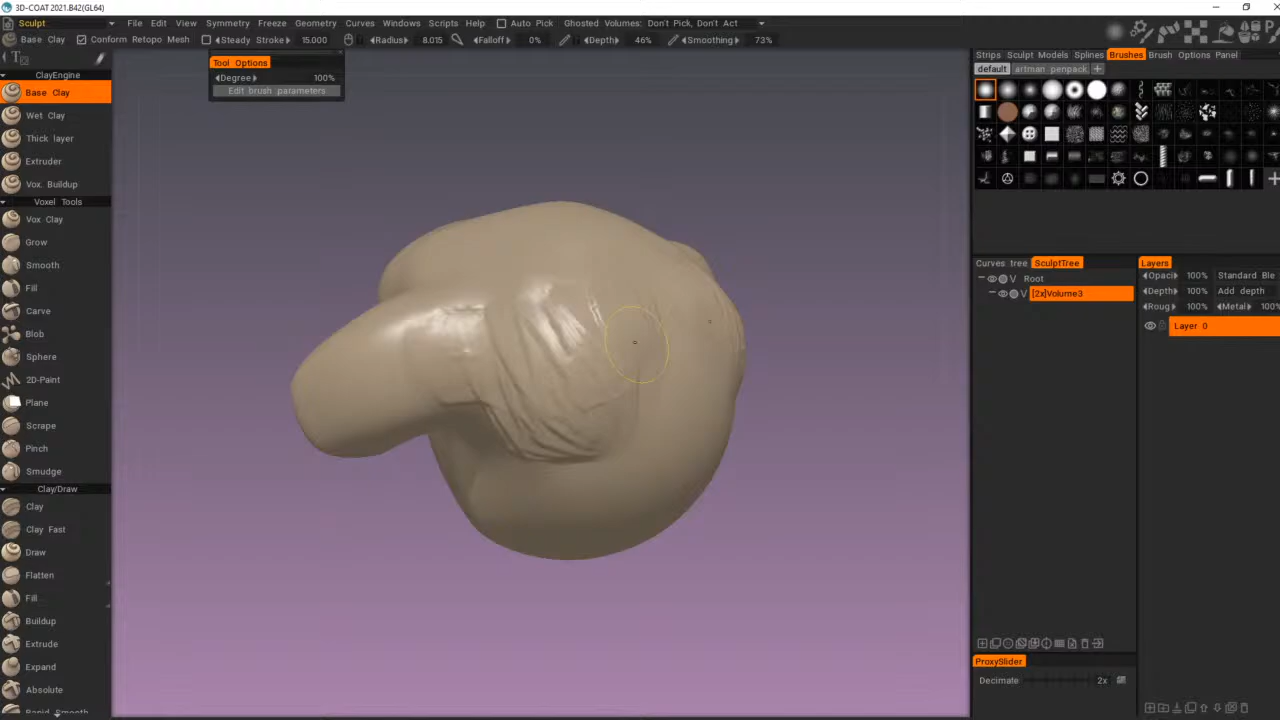 3D-COAT 2021.B42(GL64)
Sculpt File Edit View Symmetry Freeze Geometry Curves Windows Scripts Help Auto Pick Ghosted Volumes: Don't Pick, Don't Act
Base Clay Conform Retopo Mesh Steady Stroke 15.000 Radius 8.015 Falloff 0% Depth 46% Smoothing 73%
Tool Options
Degree 100%
Edit brush parameters
ClayEngine
Base Clay
Wet Clay
Thick layer
Extruder
Vox. Buildup
Voxel Tools
Vox Clay
Grow
Smooth
Fill
Carve
Blob
Sphere
2D-Paint
Plane
Scrape
Pinch
Smudge
Clay/Draw
Clay
Clay Fast
Draw
Flatten
Fill
Buildup
Extrude
Expand
Absolute
Rapid Smooth
Strips Sculpt Models Splines Brushes Brush Options Panel
default artman penpack
Curves tree SculptTree
V Root
V [2x]Volume3
Layers
Opaci 100% Standard Ble
Depth 100% Add depth
Roug 100% Metal 100%
Layer 0
ProxySlider
Decimate 2x